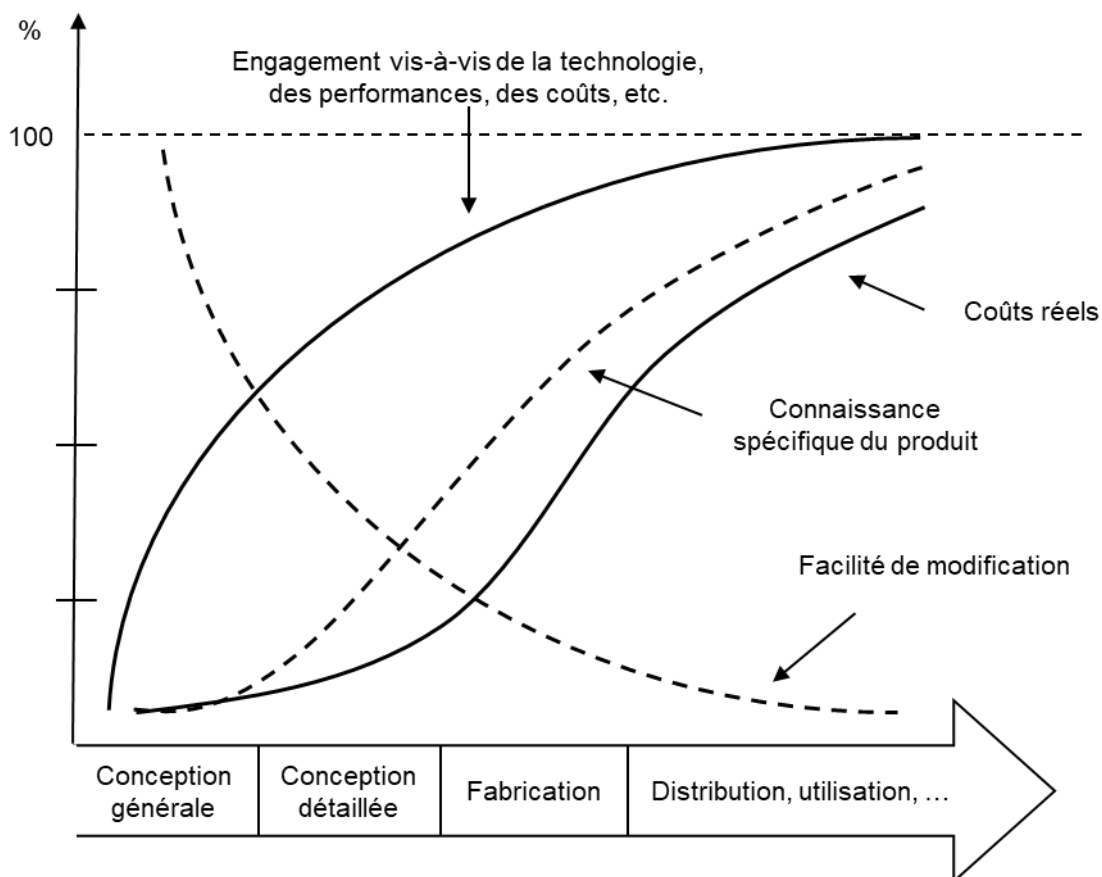 %
Engagement vis-à-vis de la technologie,
des performances, des coûts, etc.
100
Coûts réels
Connaissance
spécifique du produit
Facilité de modification
Conception
générale
Conception
détaillée
Fabrication
Distribution, utilisation, …